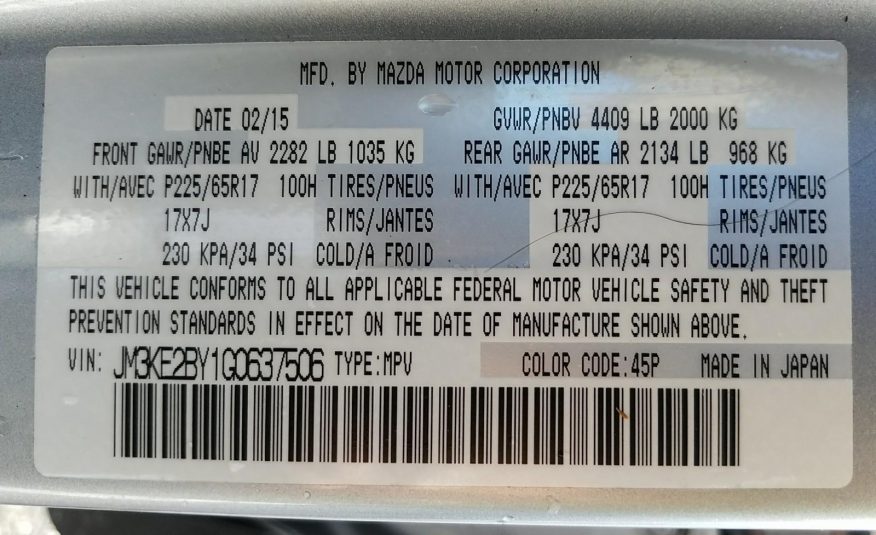 MFD. BY MAZDA MOTOR CORPORATION
DATE 02/15 GVWR/PNBV 4409 LB 2000 KG
FRONT GAWR/PNBE AV 2282 LB 1035 KG REAR GAWR/PNBE AR 2134 LB 968 KG
WITH/AVEC P225/65R17 100H TIRES/PNEUS WITH/AVEC P225/65R17 100H TIRES/PNEUS
17X7J RIMS/JANTES 17X7J RIMS/JANTES
230 KPA/34 PSI COLD/A FROID 230 KPA/34 PSI COLD/A FROID
THIS VEHICLE CONFORMS TO ALL APPLICABLE FEDERAL MOTOR VEHICLE SAFETY AND THEFT
PREVENTION STANDARDS IN EFFECT ON THE DATE OF MANUFACTURE SHOWN ABOVE.
VIN: JM3KE2BY1G0637506 TYPE:MPV COLOR CODE:45P MADE IN JAPAN